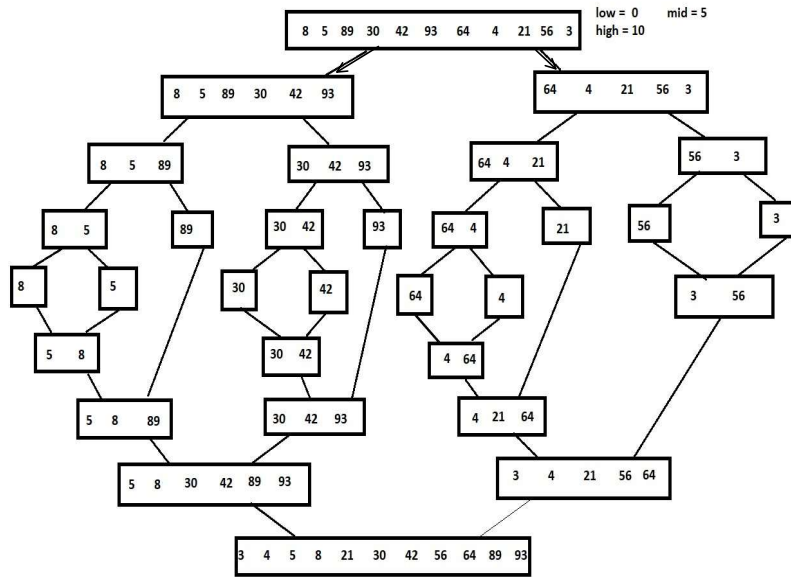 low = 0 mid = 5
8 5 89 30 42 93 64 4 21 56 3
high = 10
8 5 89 30 42 93
64 4 21 56 3
8 5 89
30 42 93
64 4 21
56 3
8 5
89
30 42
93
64 4
21
56
3
8
5
30
42
64
4
3 56
5 8
30 42
4 64
5 8 89
30 42 93
4 21 64
5 8 30 42 89 93
3 4 21 56 64
3 4 5 8 21 30 42 56 64 89 93